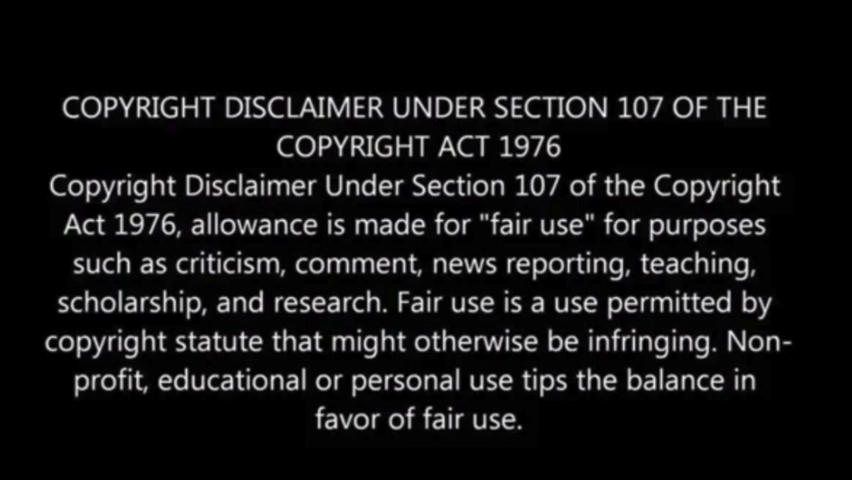 COPYRIGHT DISCLAIMER UNDER SECTION 107 OF THE
COPYRIGHT ACT 1976
Copyright Disclaimer Under Section 107 of the Copyright
Act 1976, allowance is made for "fair use" for purposes
such as criticism, comment, news reporting, teaching,
scholarship, and research. Fair use is a use permitted by
copyright statute that might otherwise be infringing. Non-
profit, educational or personal use tips the balance in
favor of fair use.